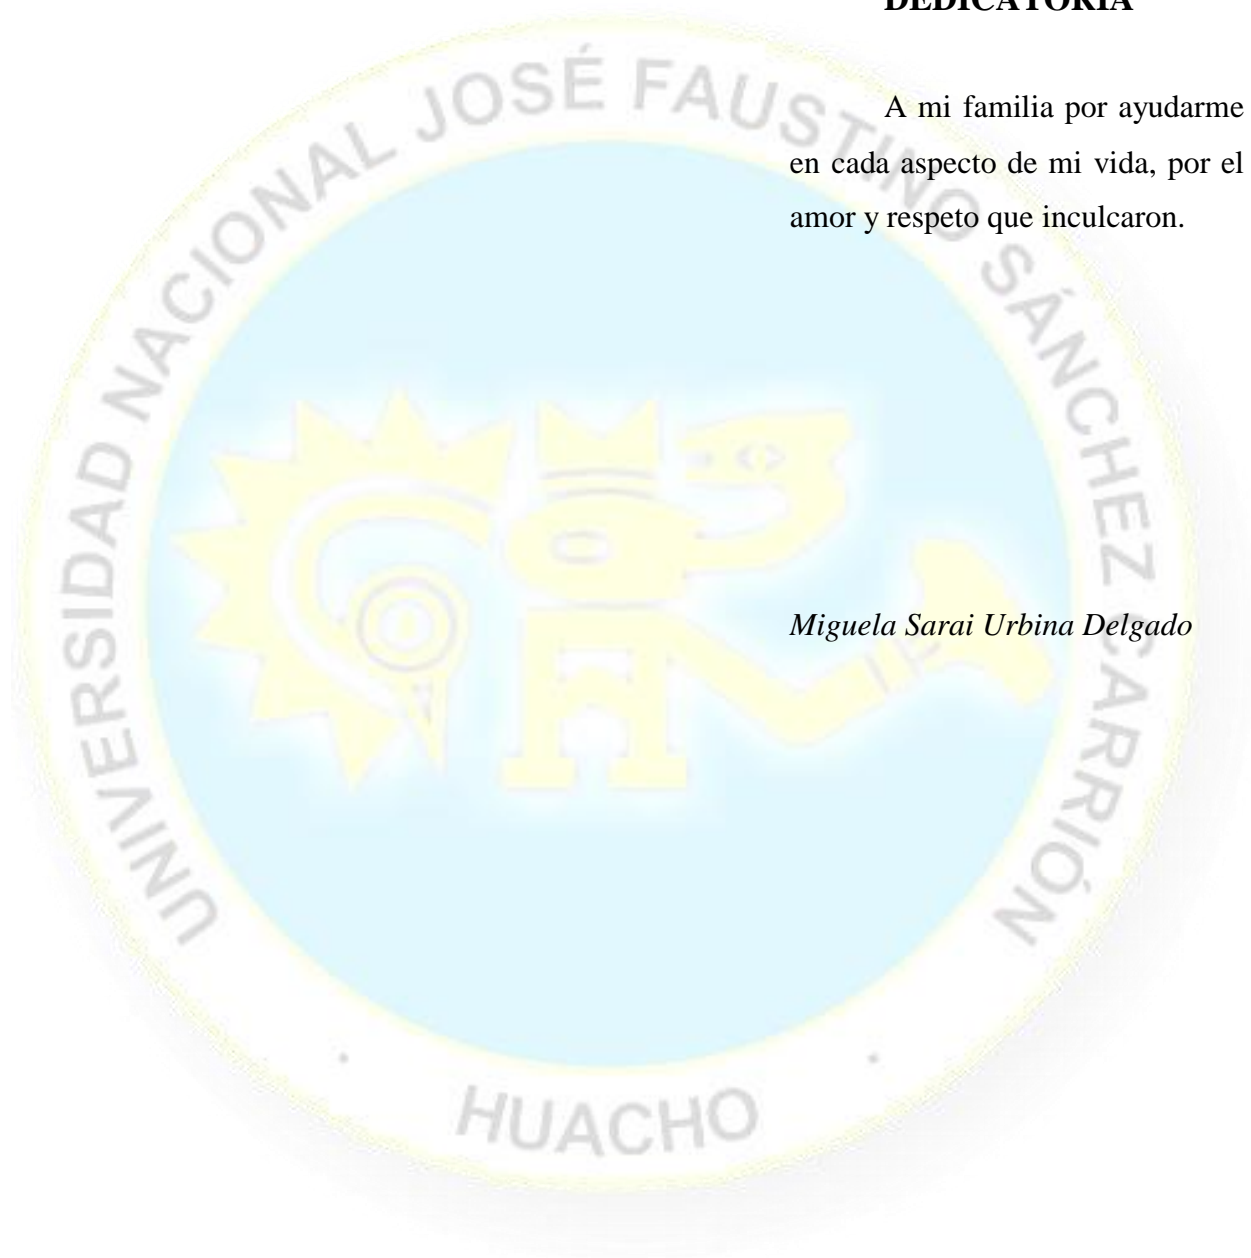 DEDICATORIA
A mi familia por ayudarme
en cada aspecto de mi vida, por el
amor y respeto que inculcaron.
Miguela Sarai Urbina Delgado
UNIVERSIDAD NACIONAL JOSÉ FAUSTINO SÁNCHEZ CARRIÓN
HUACHO